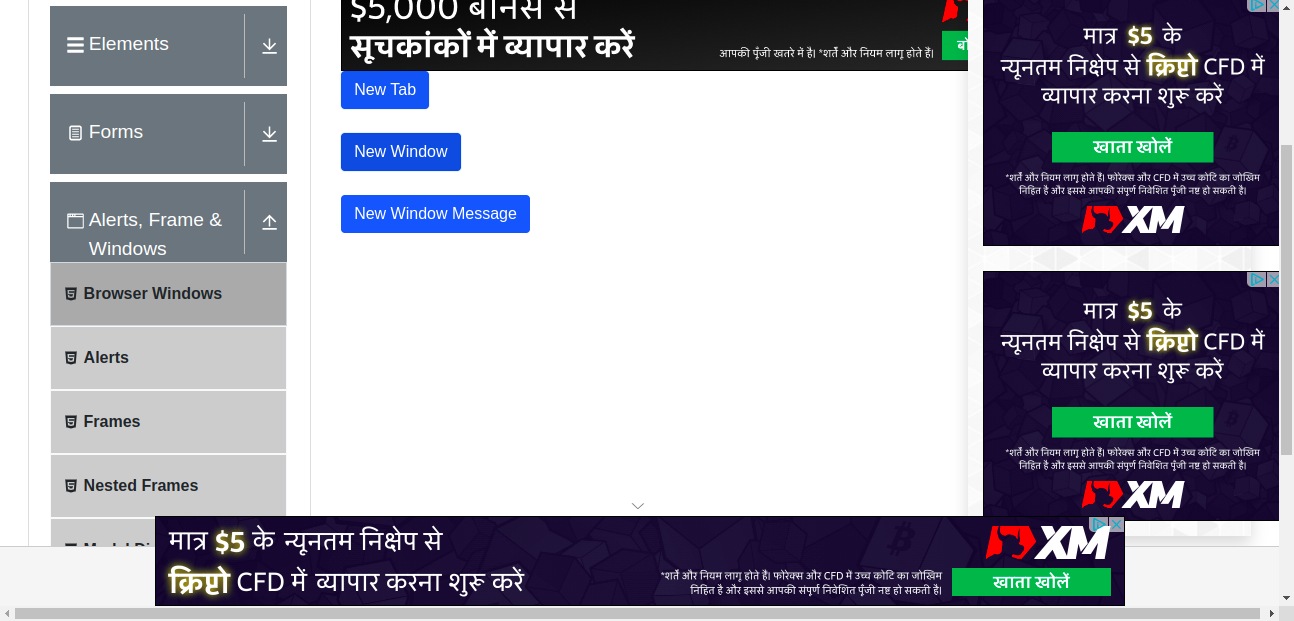 Elements
Forms
Alerts, Frame &
Windows
Browser Windows
Alerts
Frames
Nested Frames
$5,000 बोनस से
सूचकांकों में व्यापार करें
आपकी पूँजी खतरे में है। *शर्तें और नियम लागू होते हैं।
New Tab
New Window
New Window Message
मात्र $5 के
न्यूनतम निक्षेप से क्रिप्टो CFD में
व्यापार करना शुरू करें
खाता खोलें
*शर्तें और नियम लागू होते हैं। फोरेक्स और CFD में उच्च कोटि का जोखिम
निहित है और इससे आपकी संपूर्ण निवेशित पूँजी नष्ट हो सकती है।
XM
मात्र $5 के
न्यूनतम निक्षेप से क्रिप्टो CFD में
व्यापार करना शुरू करें
खाता खोलें
*शर्तें और नियम लागू होते हैं। फोरेक्स और CFD में उच्च कोटि का जोखिम
निहित है और इससे आपकी संपूर्ण निवेशित पूँजी नष्ट हो सकती है।
XM
मात्र $5 के न्यूनतम निक्षेप से
क्रिप्टो CFD में व्यापार करना शुरू करें
*शर्तें और नियम लागू होते हैं। फोरेक्स और CFD में उच्च कोटि का जोखिम
निहित है और इससे आपकी संपूर्ण निवेशित पूँजी नष्ट हो सकती है।
XM
खाता खोलें